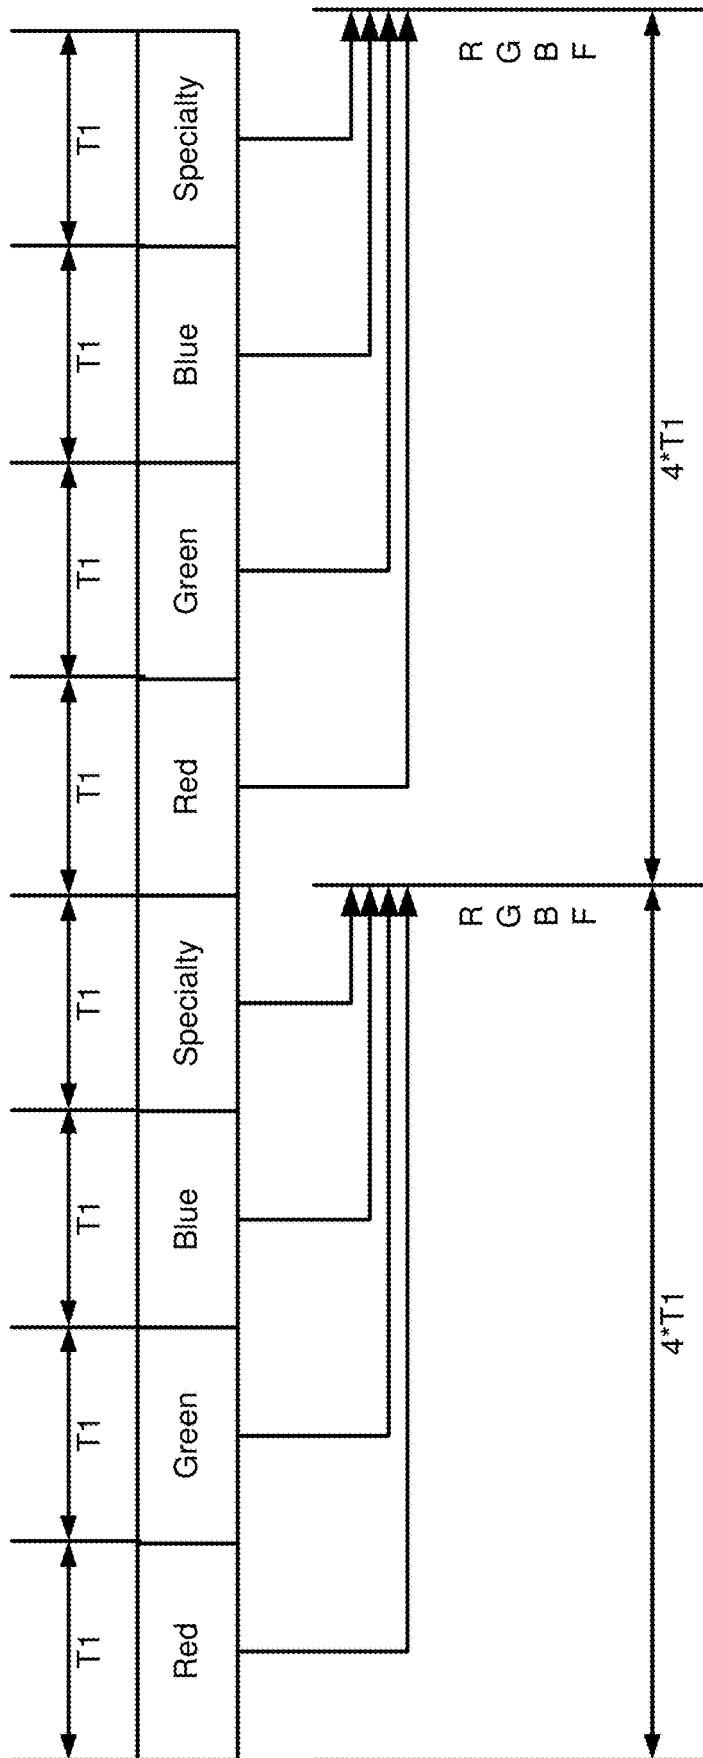 T1 T1 T1 T1 T1 T1 T1 T1
Red Green Blue Specialty Red Green Blue Specialty
R R
G G
B B
F F
4*T1 4*T1